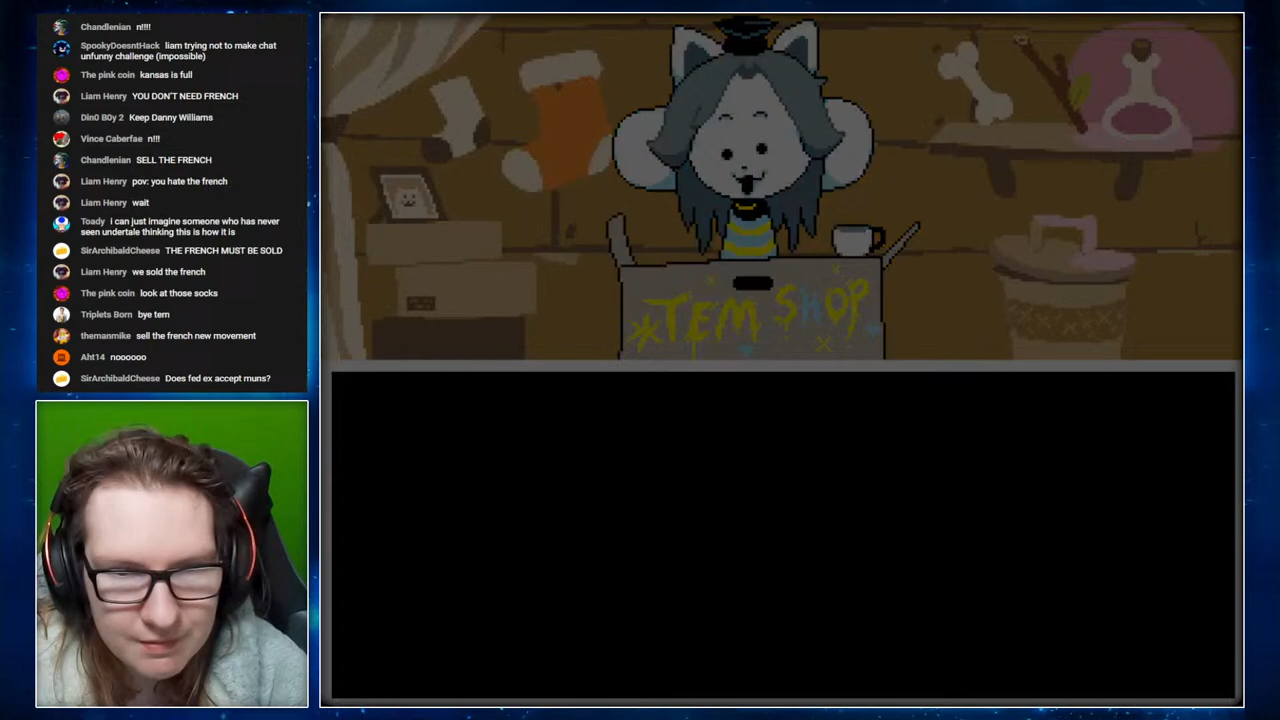 Chandlenian n!!!!
SpookyDoesntHack liam trying not to make chat
unfunny challenge (impossible)
The pink coin kansas is full
Liam Henry YOU DON'T NEED FRENCH
Din0 B0y 2 Keep Danny Williams
Vince Caberfae n!!!
Chandlenian SELL THE FRENCH
Liam Henry pov: you hate the french
Liam Henry wait
Toady i can just imagine someone who has never
seen undertale thinking this is how it is
SirArchibaldCheese THE FRENCH MUST BE SOLD
Liam Henry we sold the french
The pink coin look at those socks
Triplets Born bye tem
themanmike sell the french new movement
Aht14 noooooo
SirArchibaldCheese Does fed ex accept muns?
TEM SHOP